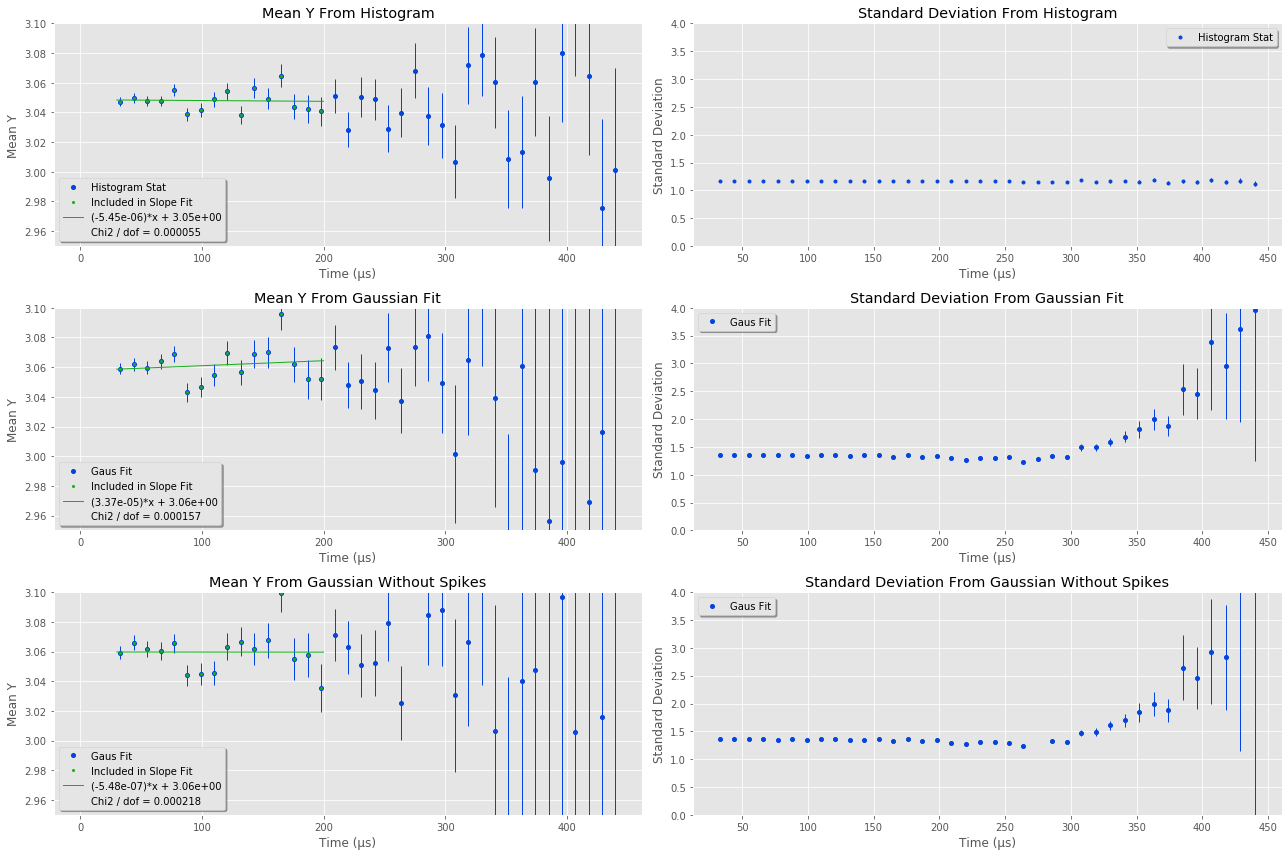 Mean Y From Histogram
3.10
3.08
3.06
3.04
3.02
3.00
2.98
2.96
Mean Y
Histogram Stat
Included in Slope Fit
(-5.45e-06)*x + 3.05e+00
Chi2 / dof = 0.000055
0 100 200 300 400
Time (μs)
Standard Deviation From Histogram
4.0
3.5
3.0
2.5
2.0
1.5
1.0
0.5
0.0
Standard Deviation
Histogram Stat
50 100 150 200 250 300 350 400 450
Time (μs)
Mean Y From Gaussian Fit
3.10
3.08
3.06
3.04
3.02
3.00
2.98
2.96
Mean Y
Gaus Fit
Included in Slope Fit
(3.37e-05)*x + 3.06e+00
Chi2 / dof = 0.000157
0 100 200 300 400
Time (μs)
Standard Deviation From Gaussian Fit
4.0
3.5
3.0
2.5
2.0
1.5
1.0
0.5
0.0
Standard Deviation
Gaus Fit
50 100 150 200 250 300 350 400 450
Time (μs)
Mean Y From Gaussian Without Spikes
3.10
3.08
3.06
3.04
3.02
3.00
2.98
2.96
Mean Y
Gaus Fit
Included in Slope Fit
(-5.48e-07)*x + 3.06e+00
Chi2 / dof = 0.000218
0 100 200 300 400
Time (μs)
Standard Deviation From Gaussian Without Spikes
4.0
3.5
3.0
2.5
2.0
1.5
1.0
0.5
0.0
Standard Deviation
Gaus Fit
50 100 150 200 250 300 350 400 450
Time (μs)